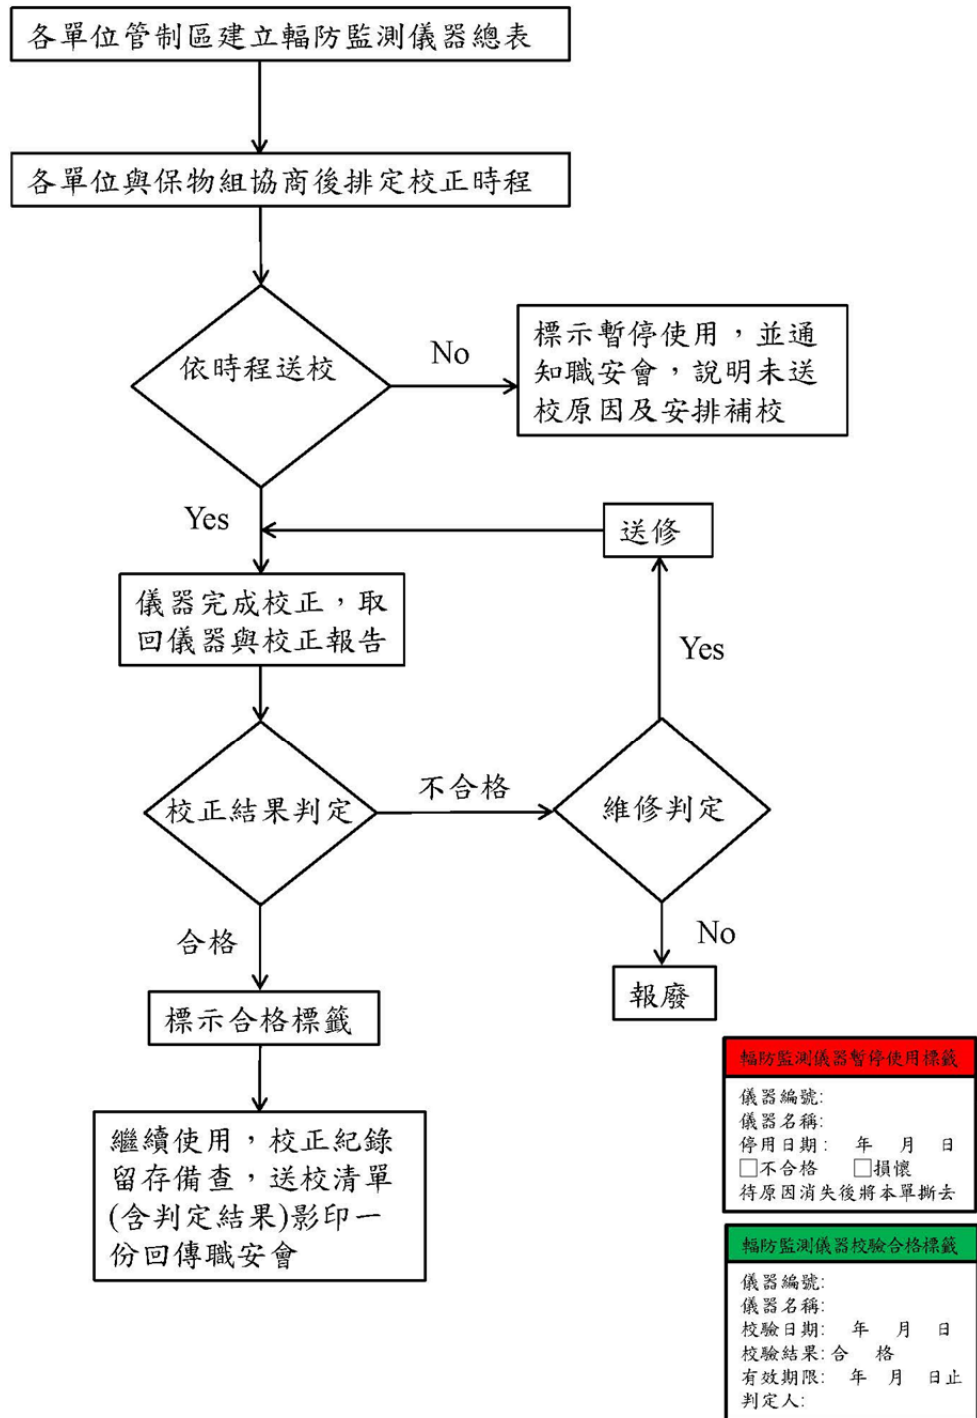 各單位管制區建立輻防監測儀器總表
各單位與保物組協商後排定校正時程
依時程送校
No
標示暫停使用，並通
知職安會，說明未送
校原因及安排補校
Yes
送修
儀器完成校正，取
回儀器與校正報告
Yes
校正結果判定
不合格
維修判定
合格
No
標示合格標籤
報廢
繼續使用，校正紀錄
留存備查，送校清單
(含判定結果)影印一
份回傳職安會
輻防監測儀器暫停使用標籤
儀器編號:
儀器名稱:
停用日期: 年 月 日
□不合格 □損懷
待原因消失後將本單撕去
輻防監測儀器校驗合格標籤
儀器編號:
儀器名稱:
校驗日期: 年 月 日
校驗結果:合 格
有效期限: 年 月 日止
判定人: